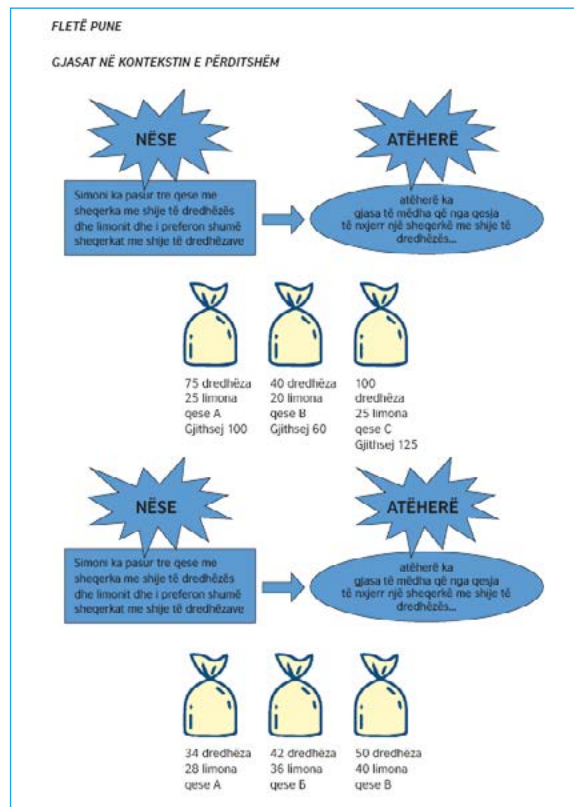 FLETË PUNE
GJASAT NË KONTEKSTIN E PËRDITSHËM
NËSE
ATËHERË
Simoni ka pasur tre qese me
sheqerka me shije të dredhëzës
dhe limonit dhe i preferon shumë
sheqerkat me shije të dredhëzave
atëherë ka
gjasa të mëdha që nga qesja
të nxjerr një sheqerkë me shije të
dredhëzës...
75 dredhëza
25 limona
qese A
Gjithsej 100
40 dredhëza
20 limona
qese B
Gjithsej 60
100
dredhëza
25 limona
qese C
Gjithsej 125
NËSE
ATËHERË
Simoni ka pasur tre qese me
sheqerka me shije të dredhëzës
dhe limonit dhe i preferon shumë
sheqerkat me shije të dredhëzave
atëherë ka
gjasa të mëdha që nga qesja
të nxjerr një sheqerkë me shije të
dredhëzës...
34 dredhëza
28 limona
qese A
42 dredhëza
36 limona
qese Б
50 dredhëza
40 limona
qese B